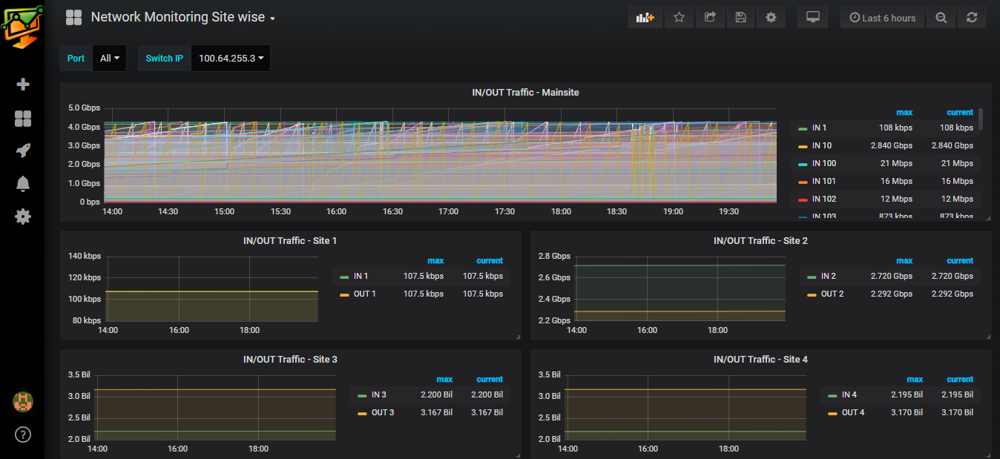 Network Monitoring Site wise
Last 6 hours
Port All Switch IP 100.64.255.3
IN/OUT Traffic - Mainsite
5.0 Gbps
4.0 Gbps
3.0 Gbps
2.0 Gbps
1.0 Gbps
0 bps
14:00 14:30 15:00 15:30 16:00 16:30 17:00 17:30 18:00 18:30 19:00 19:30
max current
IN 1 108 kbps 108 kbps
IN 10 2.840 Gbps 2.840 Gbps
IN 100 21 Mbps 21 Mbps
IN 101 16 Mbps 16 Mbps
IN 102 12 Mbps 12 Mbps
IN 103 873 kbps 873 kbps
IN/OUT Traffic - Site 1
140 kbps
120 kbps
100 kbps
80 kbps
14:00 16:00 18:00
max current
IN 1 107.5 kbps 107.5 kbps
OUT 1 107.5 kbps 107.5 kbps
IN/OUT Traffic - Site 2
2.8 Gbps
2.6 Gbps
2.4 Gbps
2.2 Gbps
14:00 16:00 18:00
max current
IN 2 2.720 Gbps 2.720 Gbps
OUT 2 2.292 Gbps 2.292 Gbps
IN/OUT Traffic - Site 3
3.5 Bil
3.0 Bil
2.5 Bil
2.0 Bil
14:00 16:00 18:00
max current
IN 3 2.200 Bil 2.200 Bil
OUT 3 3.167 Bil 3.167 Bil
IN/OUT Traffic - Site 4
3.5 Bil
3.0 Bil
2.5 Bil
2.0 Bil
14:00 16:00 18:00
max current
IN 4 2.195 Bil 2.195 Bil
OUT 4 3.170 Bil 3.170 Bil